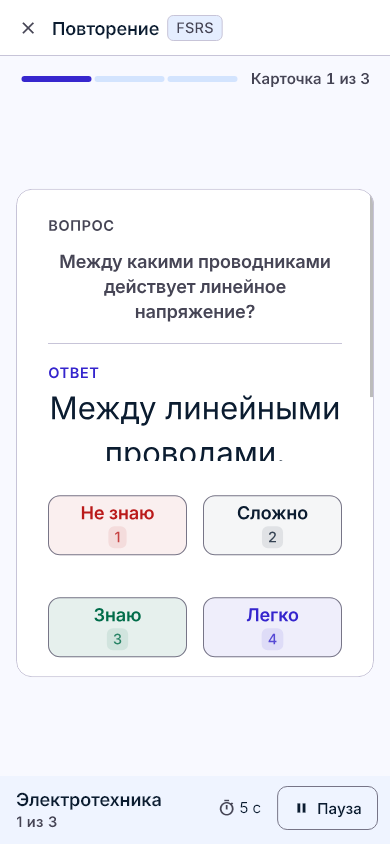 Повторение FSRS
Карточка 1 из 3
ВОПРОС
Между какими проводниками
действует линейное
напряжение?
ОТВЕТ
Между линейными
проводами.
Не знаю
1
Сложно
2
Знаю
3
Легко
4
Электротехника
1 из 3
5 с
Пауза